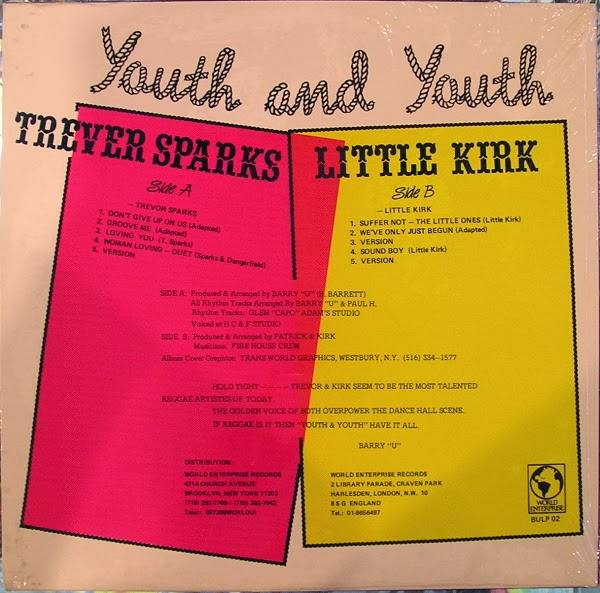 Youth and Youth
TREVER SPARKS
Side A
— TREVOR SPARKS
1. DON'T GIVE UP ON US (Adapted)
2. GROOVE ME (Adapted)
3. LOVING YOU (T. Sparks)
4. WOMAN LOVING — DUET (Sparks & Dangerfield)
5. VERSION
LITTLE KIRK
Side B
— LITTLE KIRK
1. SUFFER NOT — THE LITTLE ONES (Little Kirk)
2. WE'VE ONLY JUST BEGUN (Adapted)
3. VERSION
4. SOUND BOY (Little Kirk)
5. VERSION
SIDE A: Produced & Arranged by BARRY "U" (B. BARRETT)
All Rhythm Tracks Arranged By BARRY "U" & PAUL H.
Rhythm Tracks: GLEN "CAPO" ADAM'S STUDIO
Voiced at H C & F STUDIO
SIDE B: Produced & Arranged by PATRICK & KIRK
Musicians: FIRE HOUSE CREW
Album Cover Graphics: TRANS WORLD GRAPHICS, WESTBURY, N.Y. (516) 334-1577
HOLD TIGHT — — — — TREVOR & KIRK SEEM TO BE THE MOST TALENTED
REGGAE ARTISTES OF TODAY.
THE GOLDEN VOICE OF BOTH OVERPOWER THE DANCE HALL SCENE.
IF REGGAE IS IT THEN "YOUTH & YOUTH" HAVE IT ALL.
BARRY "U"
DISTRIBUTION:
WORLD ENTERPRISE RECORDS
4714 CHURCH AVENUE
BROOKLYN, NEW YORK 11203
WORLD ENTERPRISE RECORDS
2 LIBRARY PARADE, CRAVEN PARK
HARLESDEN, LONDON, N.W. 10
8 S G ENGLAND
Tel.: 01-9656497
WORLD
ENTERPRISE
BULP 02